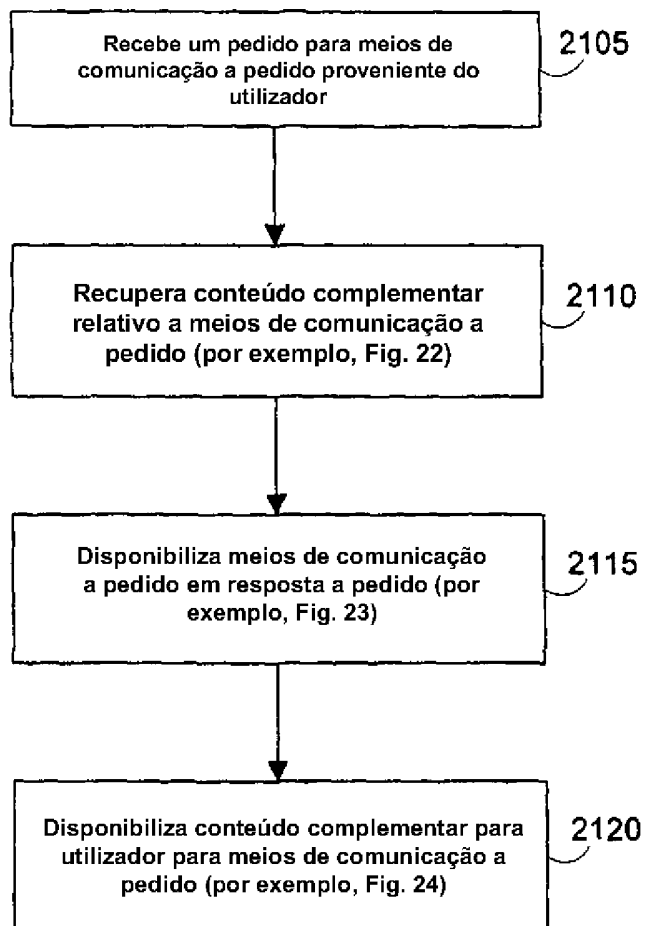 Recebe um pedido para meios de
comunicação a pedido proveniente do
utilizador
2105
Recupera conteúdo complementar
relativo a meios de comunicação a
pedido (por exemplo, Fig. 22)
2110
Disponibiliza meios de comunicação
a pedido em resposta a pedido (por
exemplo, Fig. 23)
2115
Disponibiliza conteúdo complementar para
utilizador para meios de comunicação a
pedido (por exemplo, Fig. 24)
2120